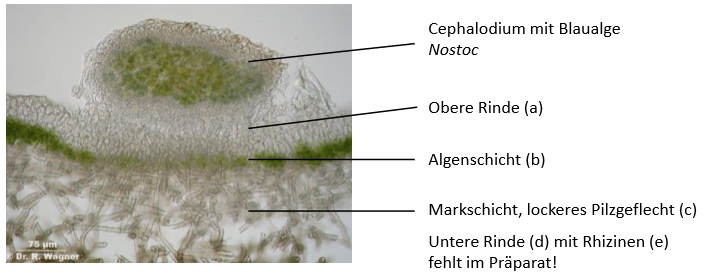 Cephalodium mit Blaualge
Nostoc
Obere Rinde (a)
Algenschicht (b)
Markschicht, lockeres Pilzgeflecht (c)
Untere Rinde (d) mit Rhizinen (e)
fehlt im Präparat!
75 µm
© Dr. R. Wagner